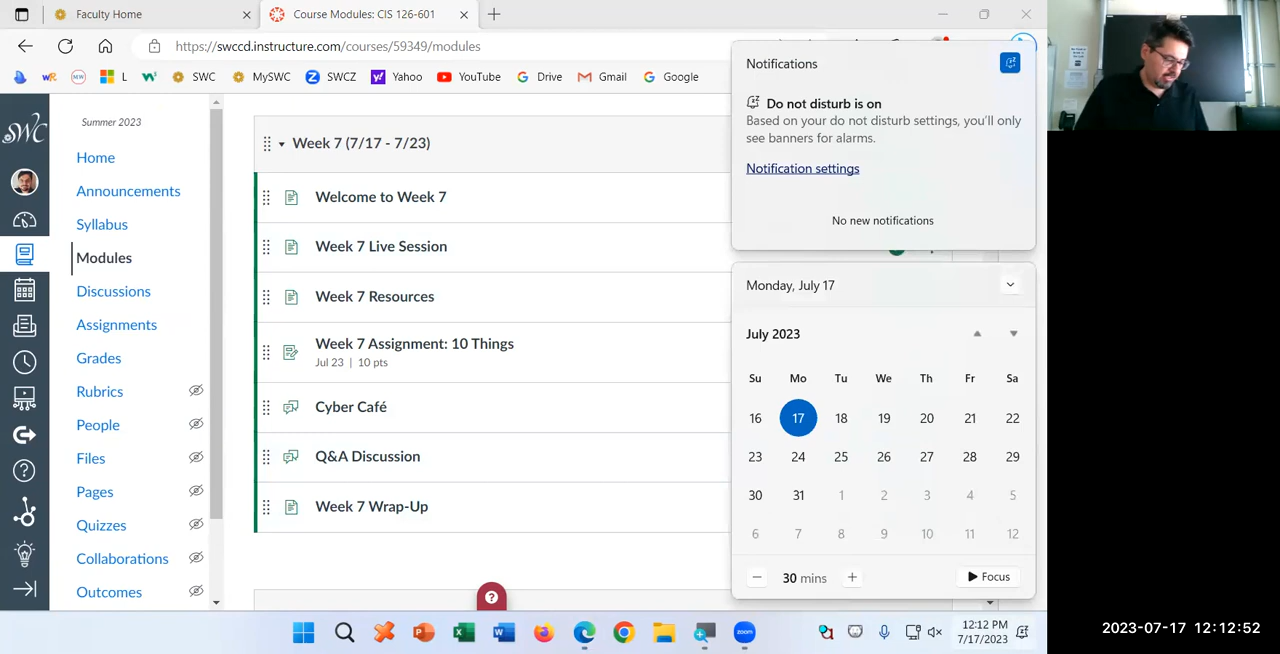 Faculty Home
Course Modules: CIS 126-601
https://swccd.instructure.com/courses/59349/modules
wR
MW
L
SWC
MySWC
SWCZ
Yahoo
YouTube
Drive
Gmail
Google
SWC
Summer 2023
Home
Announcements
Syllabus
Modules
Discussions
Assignments
Grades
Rubrics
People
Files
Pages
Quizzes
Collaborations
Outcomes
Week 7 (7/17 - 7/23)
Welcome to Week 7
Week 7 Live Session
Week 7 Resources
Week 7 Assignment: 10 Things
Jul 23 | 10 pts
Cyber Café
Q&A Discussion
Week 7 Wrap-Up
Notifications
Do not disturb is on
Based on your do not disturb settings, you'll only
see banners for alarms.
Notification settings
No new notifications
Monday, July 17
July 2023
Su Mo Tu We Th Fr Sa
16 17 18 19 20 21 22
23 24 25 26 27 28 29
30 31 1 2 3 4 5
6 7 8 9 10 11 12
30 mins
Focus
zoom
12:12 PM
7/17/2023
2023-07-17 12:12:52